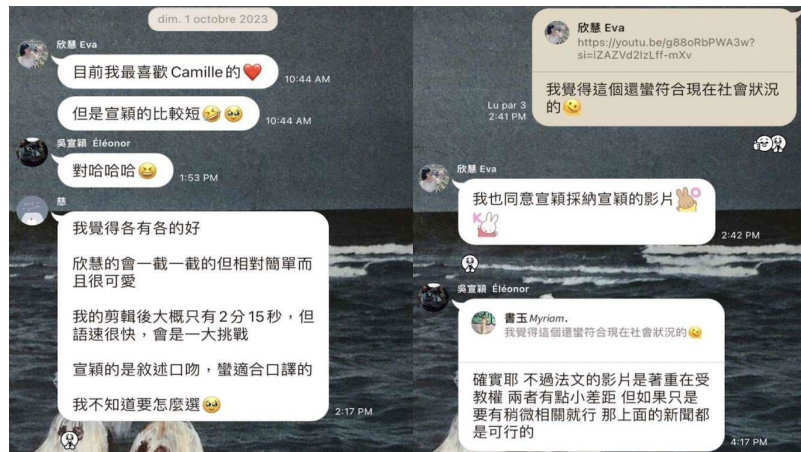 dim. 1 octobre 2023
欣慧 Eva
目前我最喜歡Camille的❤️
10:44 AM
但是宣穎的比較短🤣🥹
10:44 AM
吳宣穎 Éléonor
對哈哈哈😆
1:53 PM
慈
我覺得各有各的好
欣慧的會一截一截的但相對簡單而
且很可愛
我的剪輯後大概只有2分15秒，但
語速很快，會是一大挑戰
宣穎的是敘述口吻，蠻適合口譯的
我不知道要怎麼選🥹
2:17 PM
欣慧 Eva
https://youtu.be/g88oRbPWA3w?
si=lZAZVd2IzLff-mXv
我覺得這個還蠻符合現在社會狀況
的🫠
Lu par 3
2:41 PM
欣慧 Eva
我也同意宣穎採納宣穎的影片
2:42 PM
吳宣穎 Éléonor
書玉 Myriam.
我覺得這個還蠻符合現在社會狀況的🫠
確實耶 不過法文的影片是著重在受
教權 兩者有點小差距 但如果只是
要有稍微相關就行 那上面的新聞都
是可行的
4:17 PM